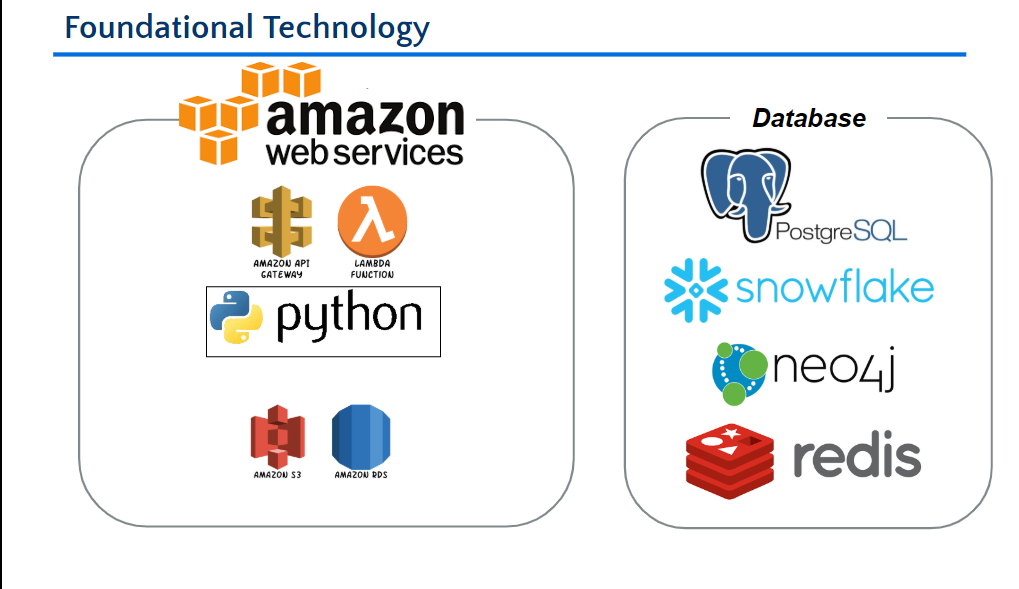 Foundational Technology
amazon
web services
AMAZON API
GATEWAY
LAMBDA
FUNCTION
python
AMAZON S3
AMAZON RDS
Database
PostgreSQL
snowflake
neo4j
redis